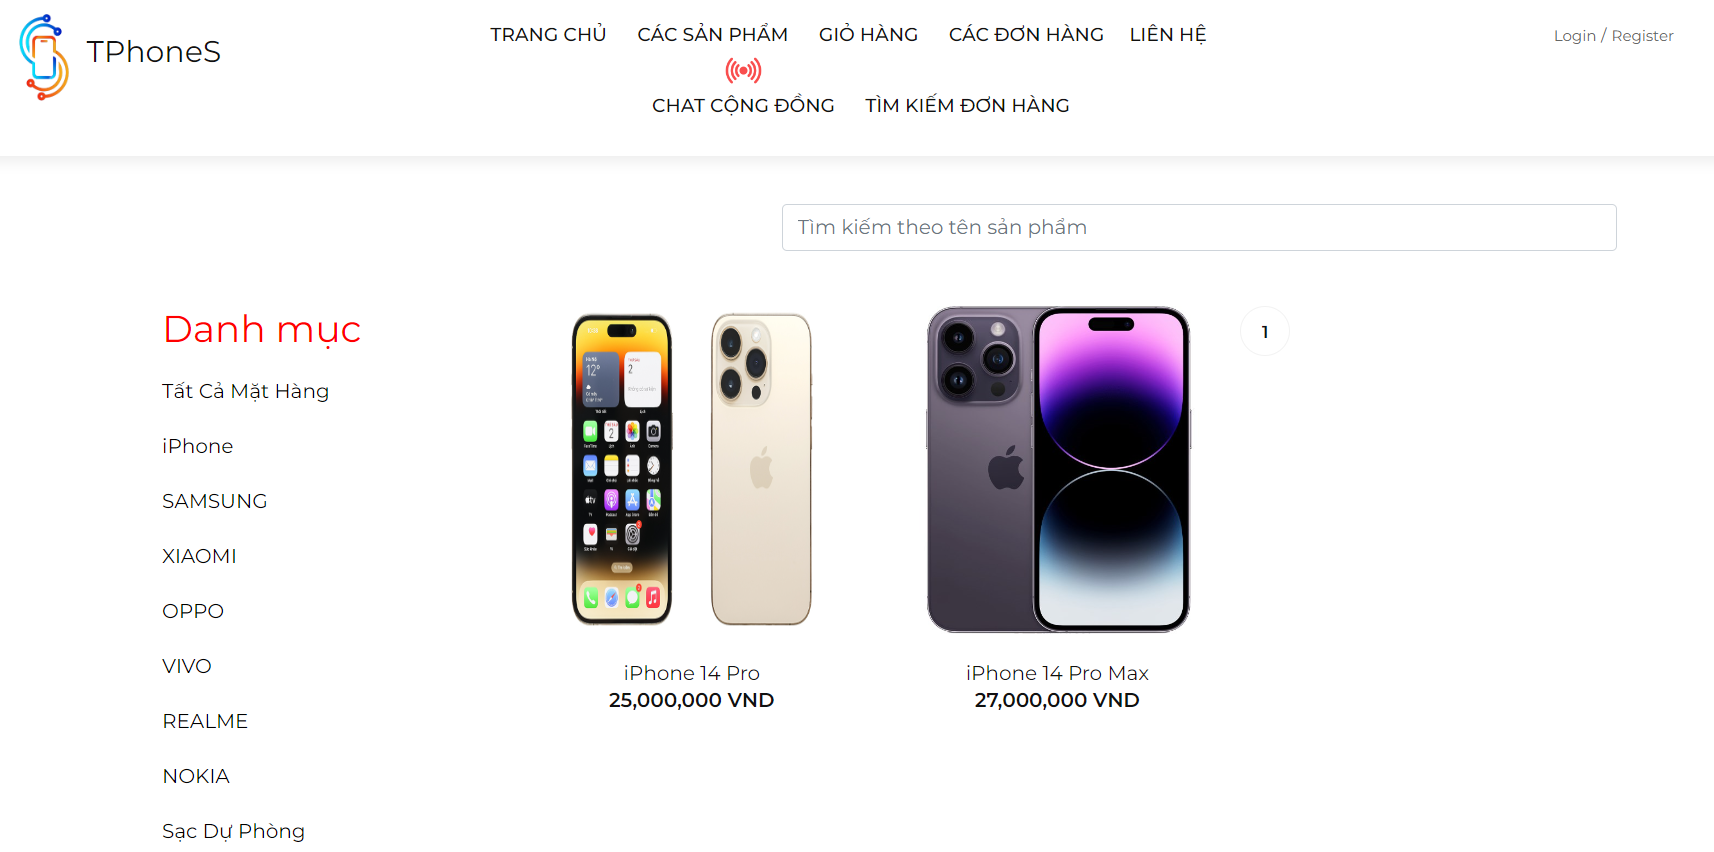 TPhoneS
TRANG CHỦ CÁC SẢN PHẨM GIỎ HÀNG CÁC ĐƠN HÀNG LIÊN HỆ
Login / Register
CHAT CỘNG ĐỒNG TÌM KIẾM ĐƠN HÀNG
Tìm kiếm theo tên sản phẩm
Danh mục
Tất Cả Mặt Hàng
iPhone
SAMSUNG
XIAOMI
OPPO
VIVO
REALME
NOKIA
Sạc Dự Phòng
12°
2
iPhone 14 Pro
25,000,000 VND
iPhone 14 Pro Max
27,000,000 VND
1